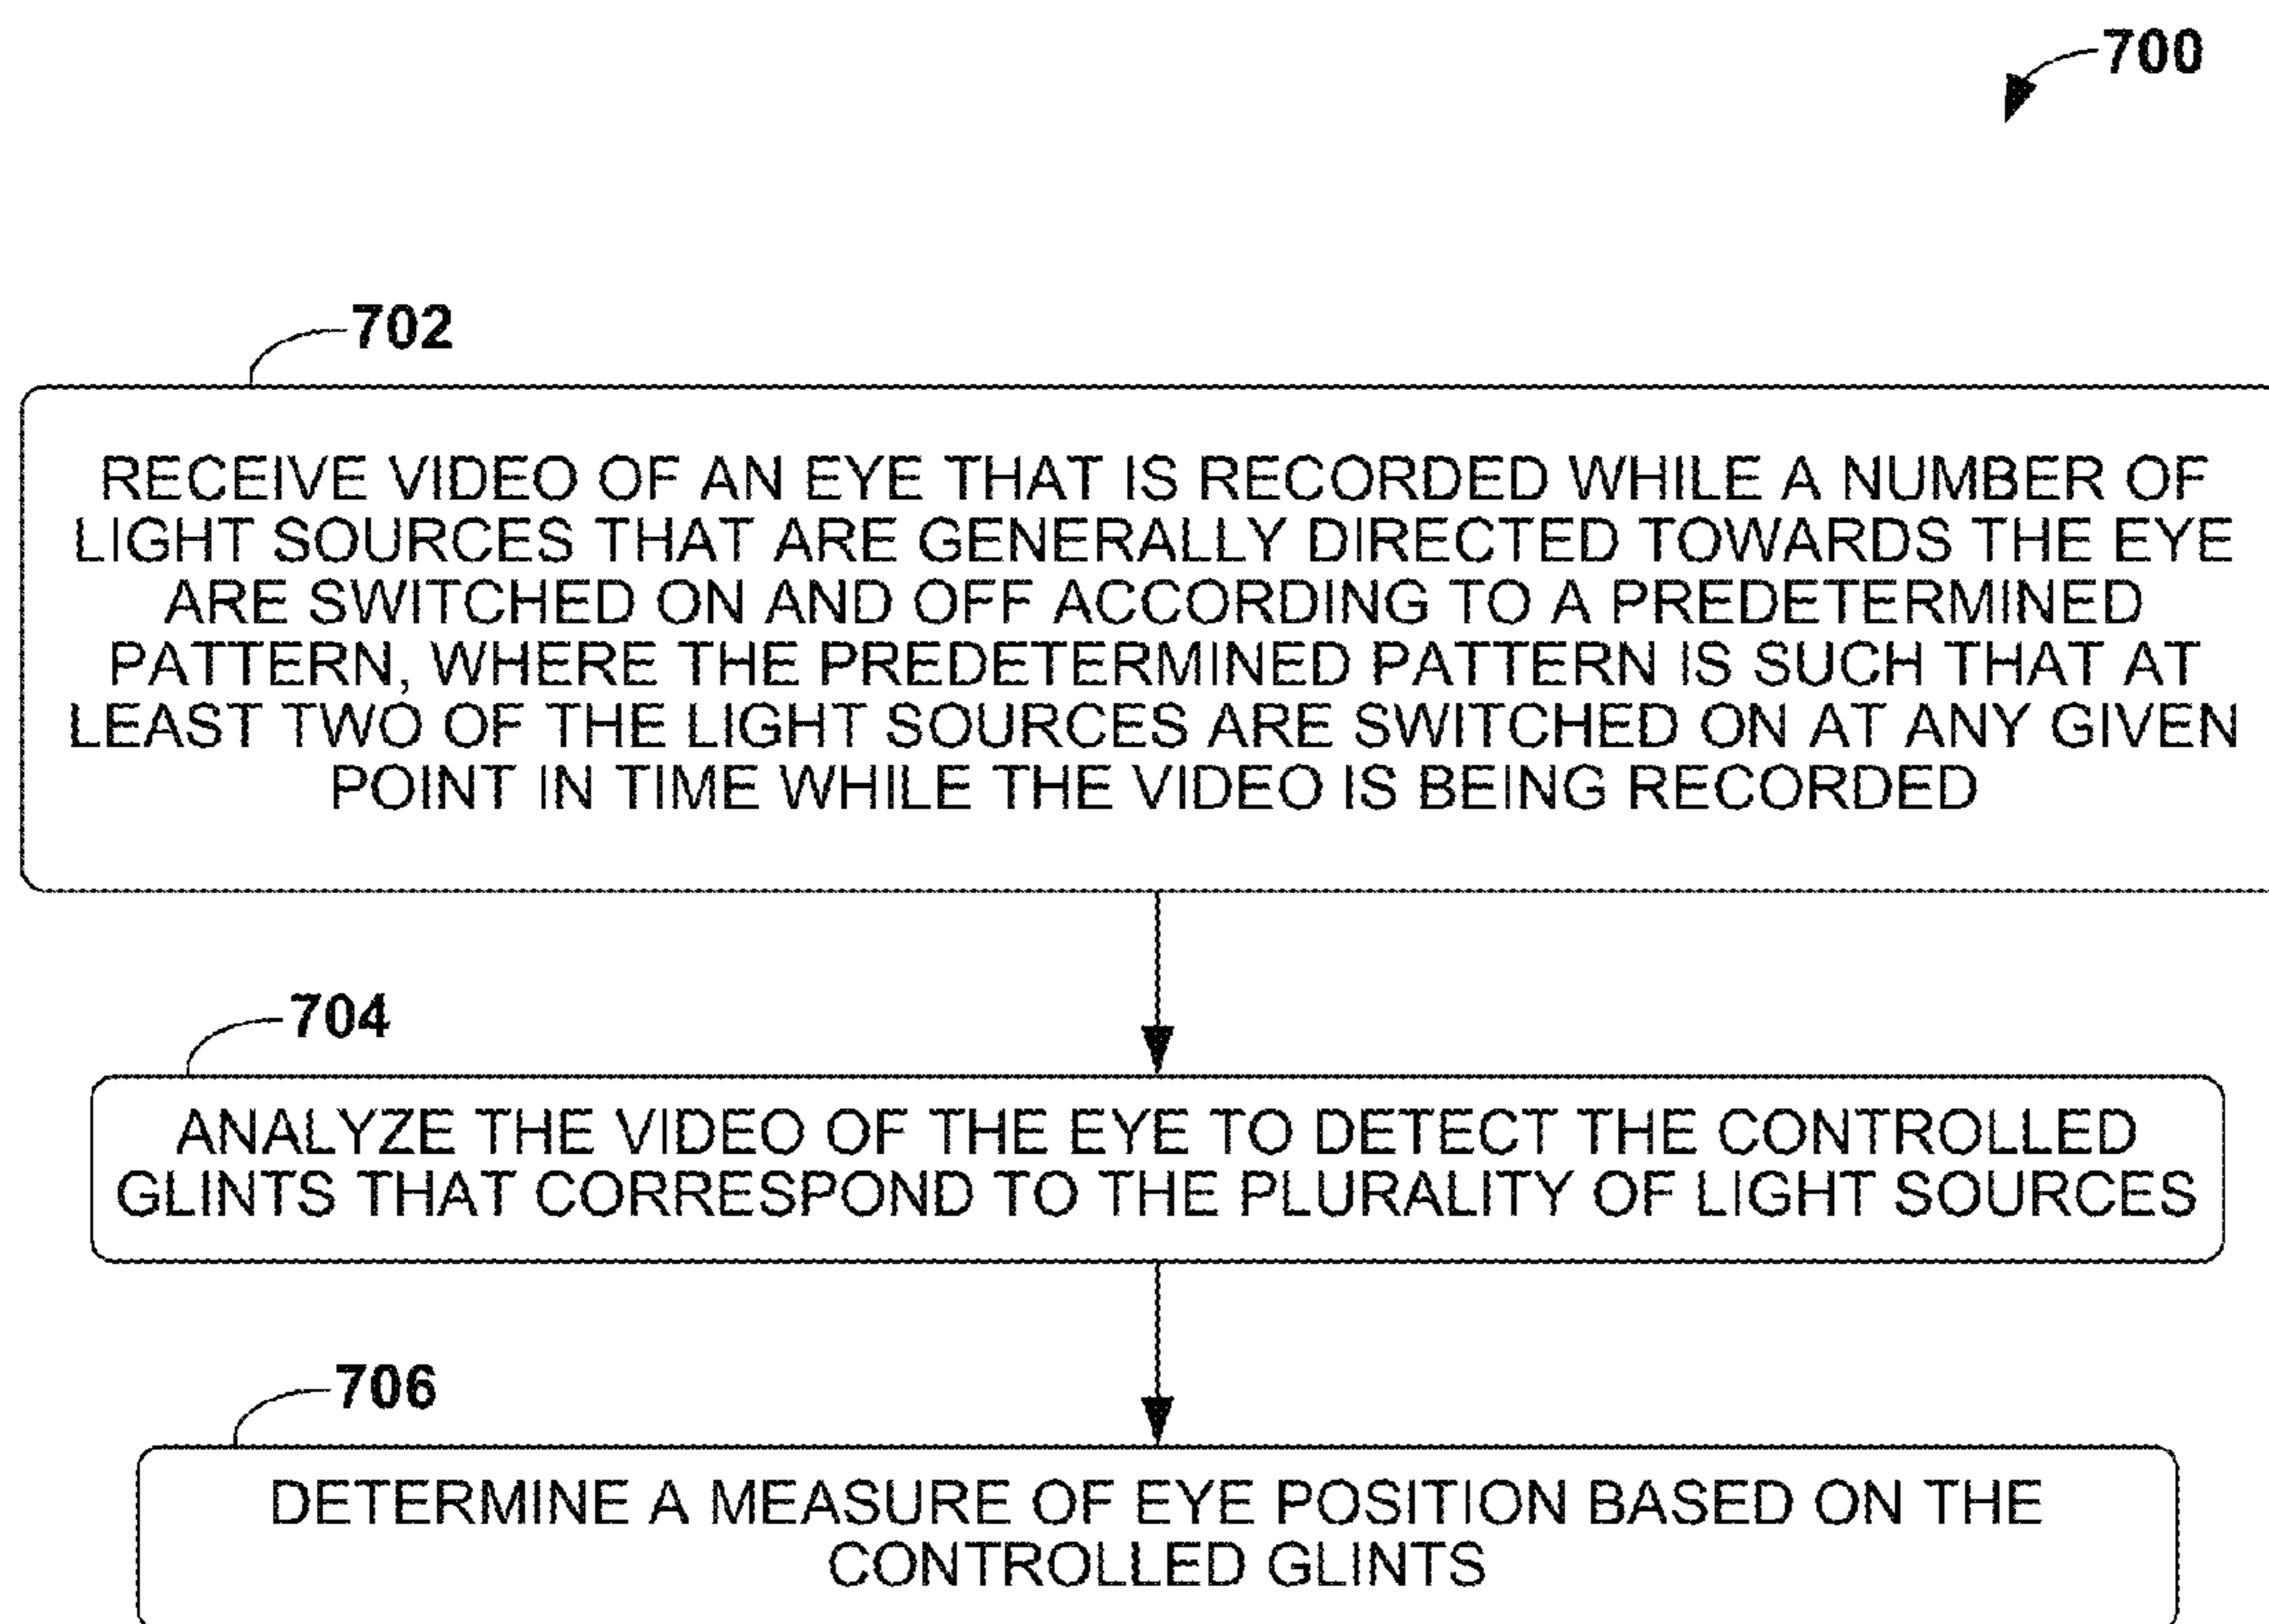 700
702
RECEIVE VIDEO OF AN EYE THAT IS RECORDED WHILE A NUMBER OF
LIGHT SOURCES THAT ARE GENERALLY DIRECTED TOWARDS THE EYE
ARE SWITCHED ON AND OFF ACCORDING TO A PREDETERMINED
PATTERN, WHERE THE PREDETERMINED PATTERN IS SUCH THAT AT
LEAST TWO OF THE LIGHT SOURCES ARE SWITCHED ON AT ANY GIVEN
POINT IN TIME WHILE THE VIDEO IS BEING RECORDED
704
ANALYZE THE VIDEO OF THE EYE TO DETECT THE CONTROLLED
GLINTS THAT CORRESPOND TO THE PLURALITY OF LIGHT SOURCES
706
DETERMINE A MEASURE OF EYE POSITION BASED ON THE
CONTROLLED GLINTS